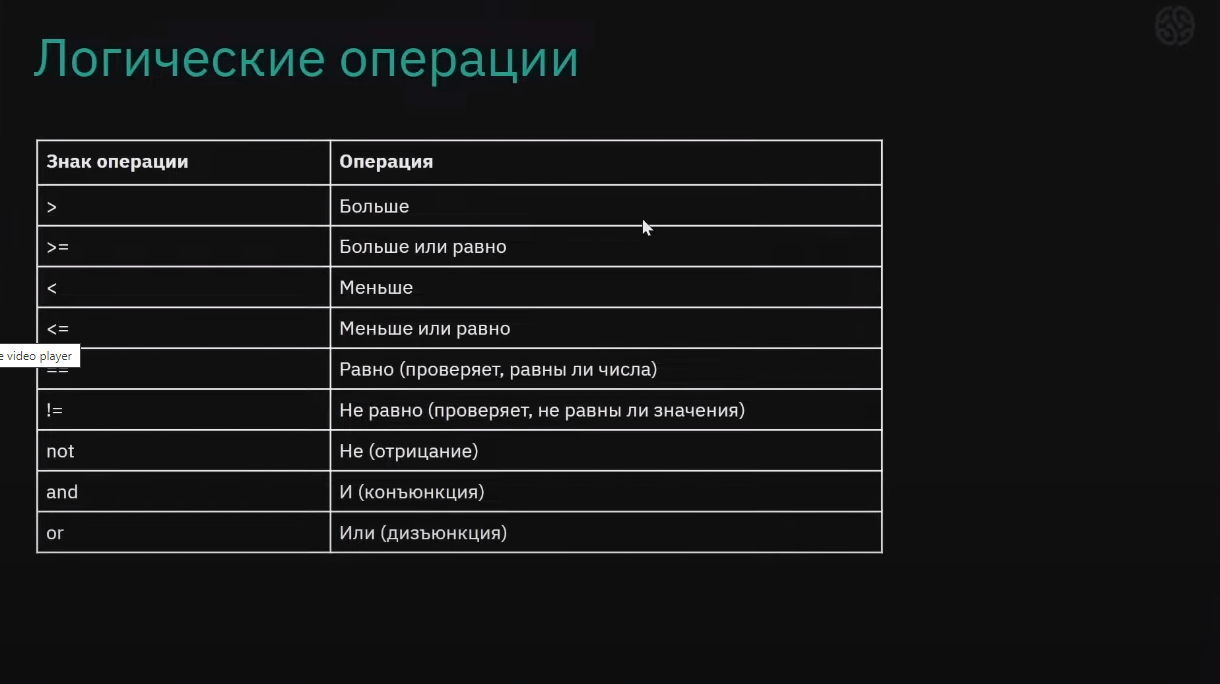 Логические операции
Знак операции Операция
> Больше
>= Больше или равно
< Меньше
<= Меньше или равно
video player
== Равно (проверяет, равны ли числа)
!= Не равно (проверяет, не равны ли значения)
not Не (отрицание)
and И (конъюнкция)
or Или (дизъюнкция)